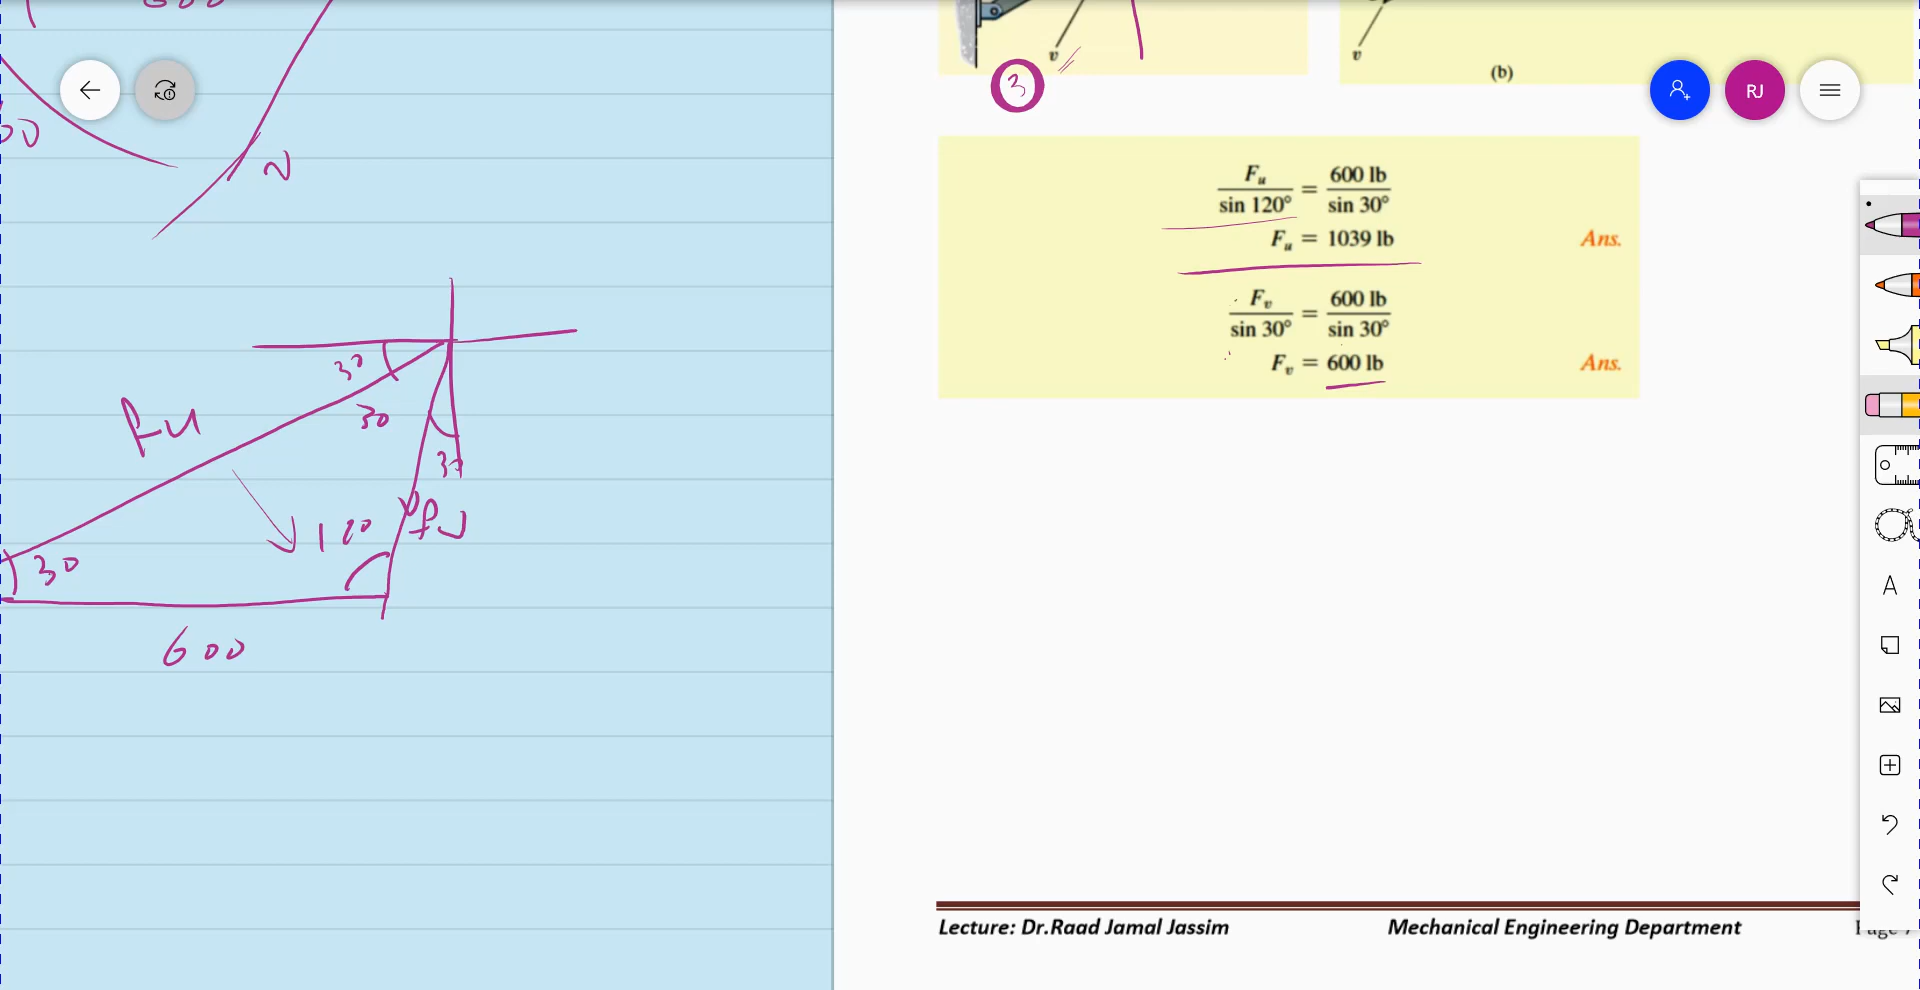 600
N
30
Fu
30
30
120
Fv
30
600
v
3
v
(b)
RJ
Fu / sin 120° = 600 lb / sin 30°
Fu = 1039 lb Ans.
Fv / sin 30° = 600 lb / sin 30°
Fv = 600 lb Ans.
A
Lecture: Dr.Raad Jamal Jassim Mechanical Engineering Department